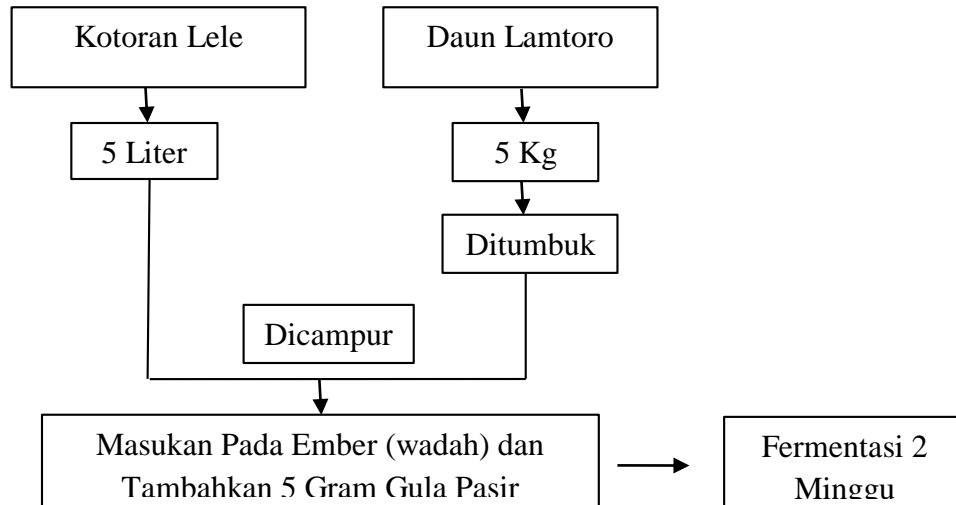 Kotoran Lele
Daun Lamtoro
5 Liter
5 Kg
Ditumbuk
Dicampur
Masukan Pada Ember (wadah) dan
Tambahkan 5 Gram Gula Pasir
Fermentasi 2
Minggu